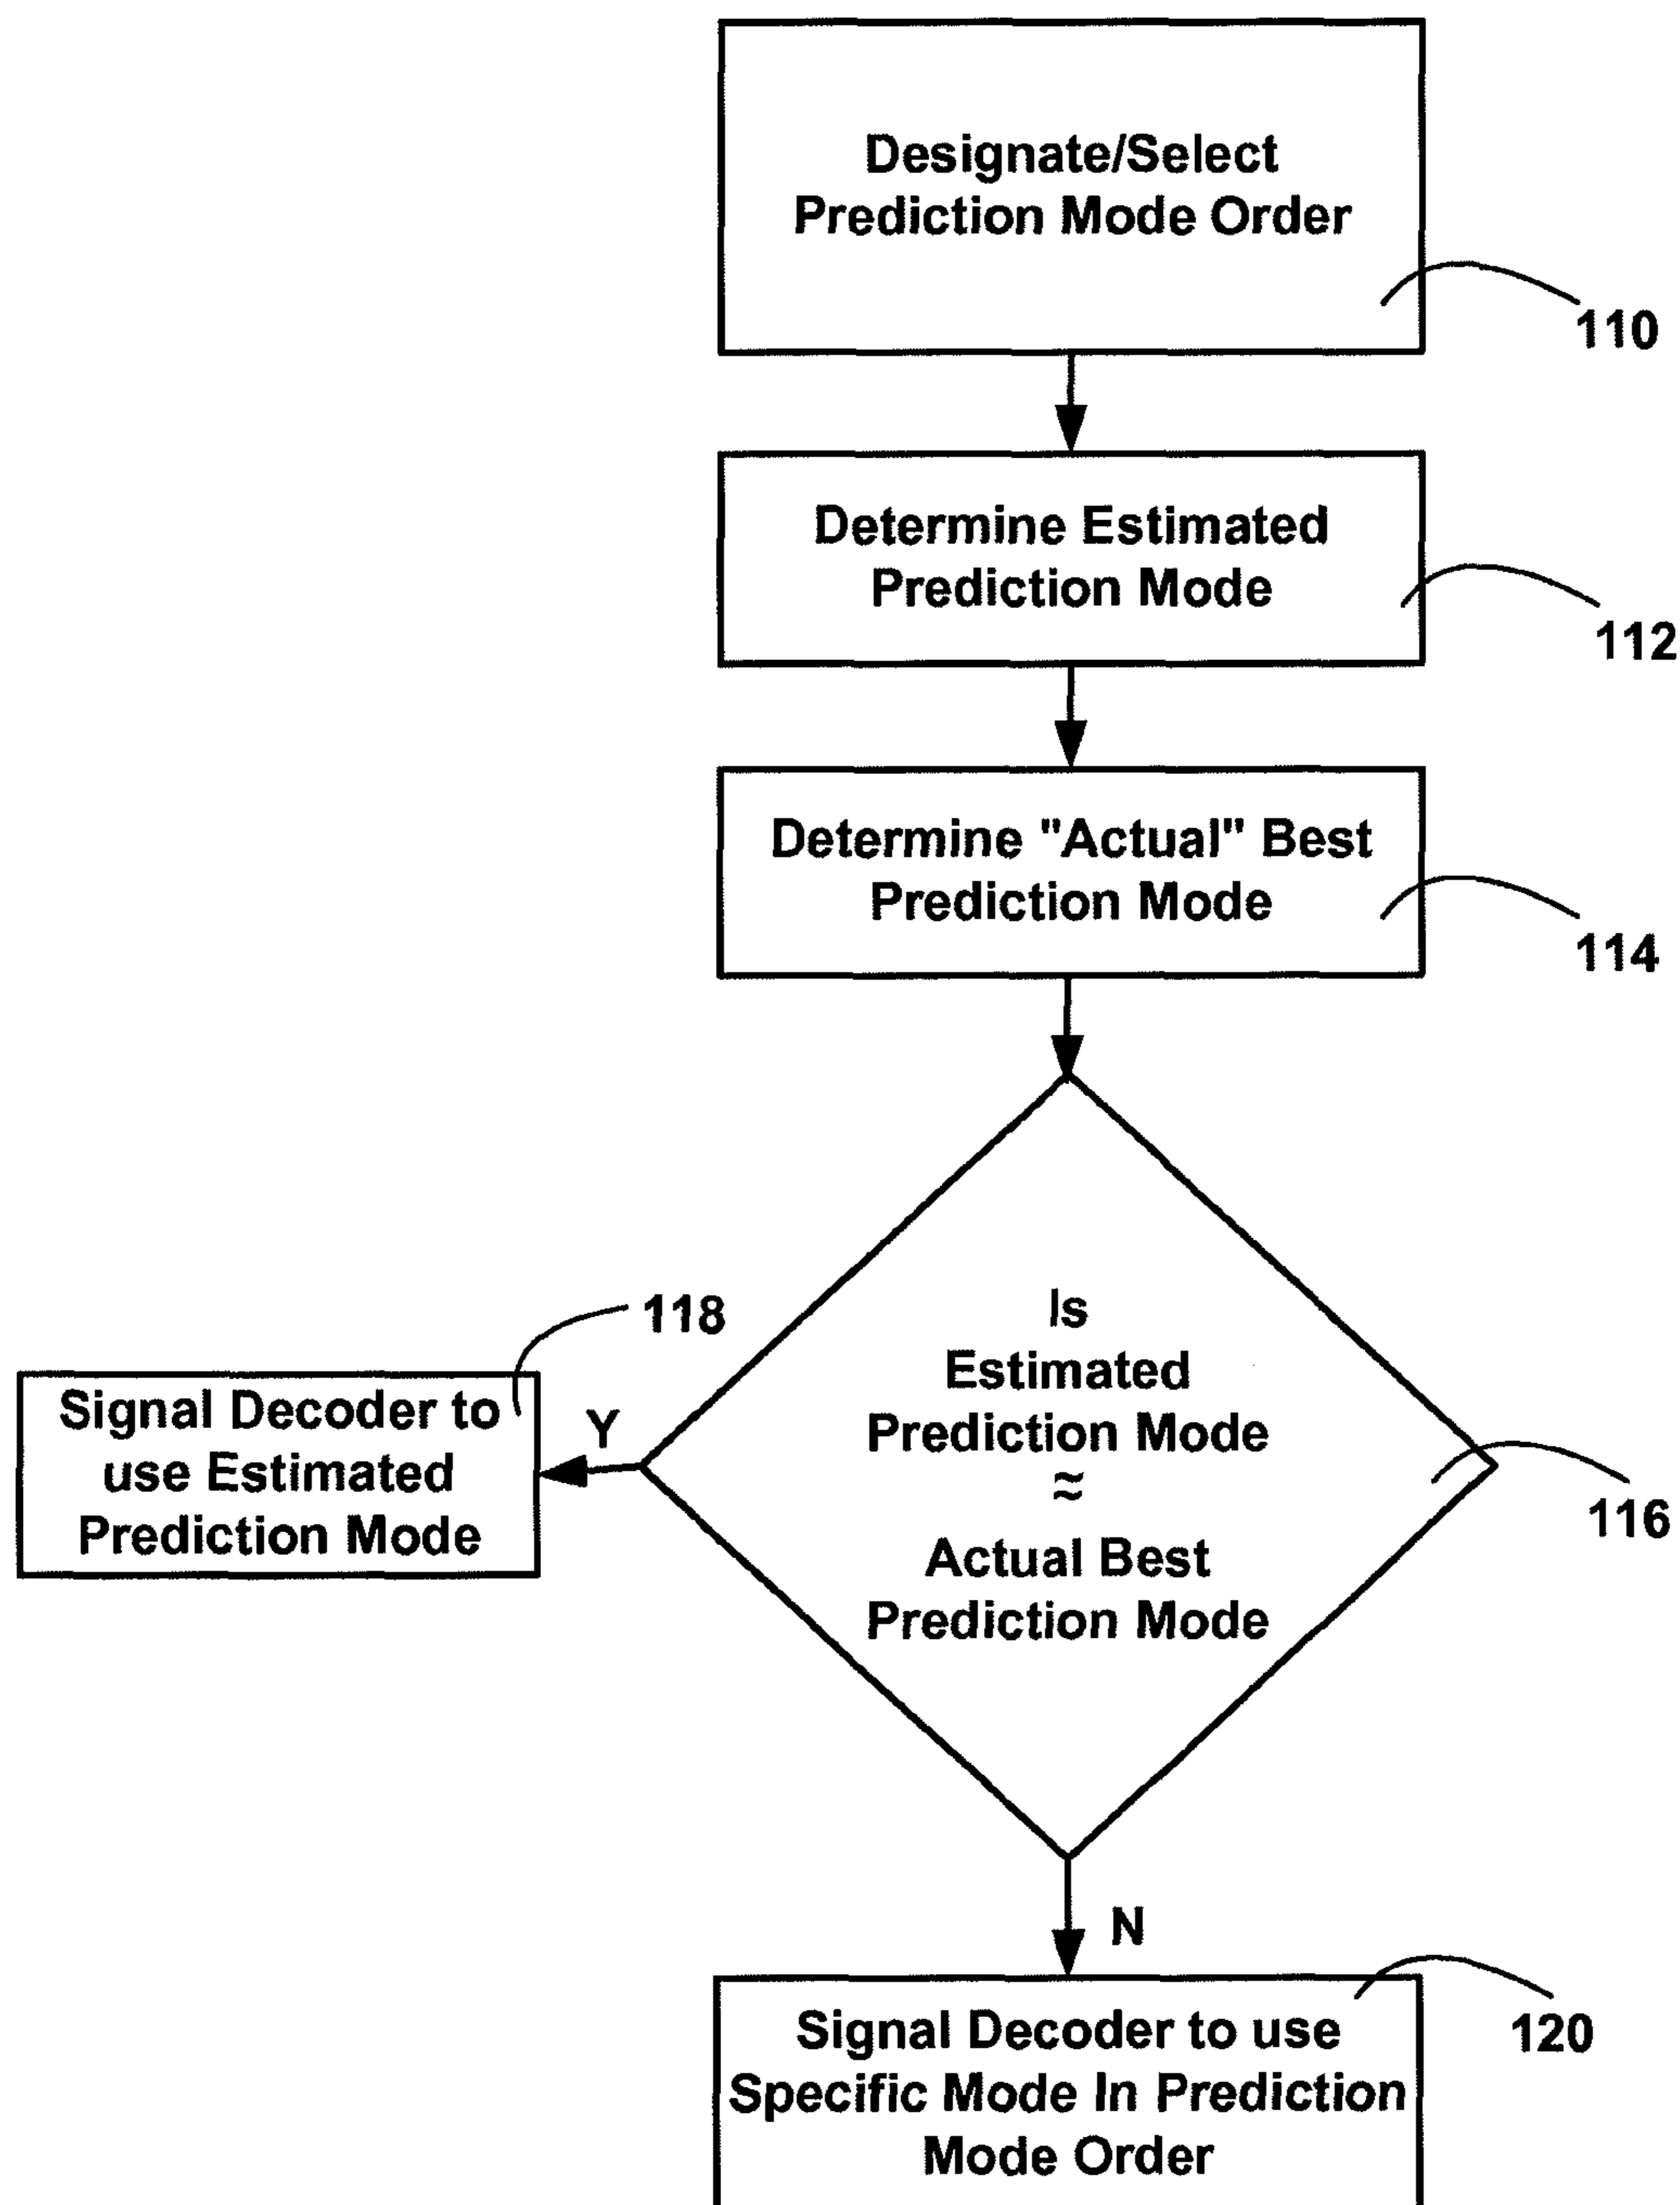 Designate/Select
Prediction Mode Order
110
Determine Estimated
Prediction Mode
112
Determine "Actual" Best
Prediction Mode
114
Is
Estimated
Prediction Mode
≈
Actual Best
Prediction Mode
116
118
Y
Signal Decoder to
use Estimated
Prediction Mode
N
Signal Decoder to use
Specific Mode In Prediction
Mode Order
120